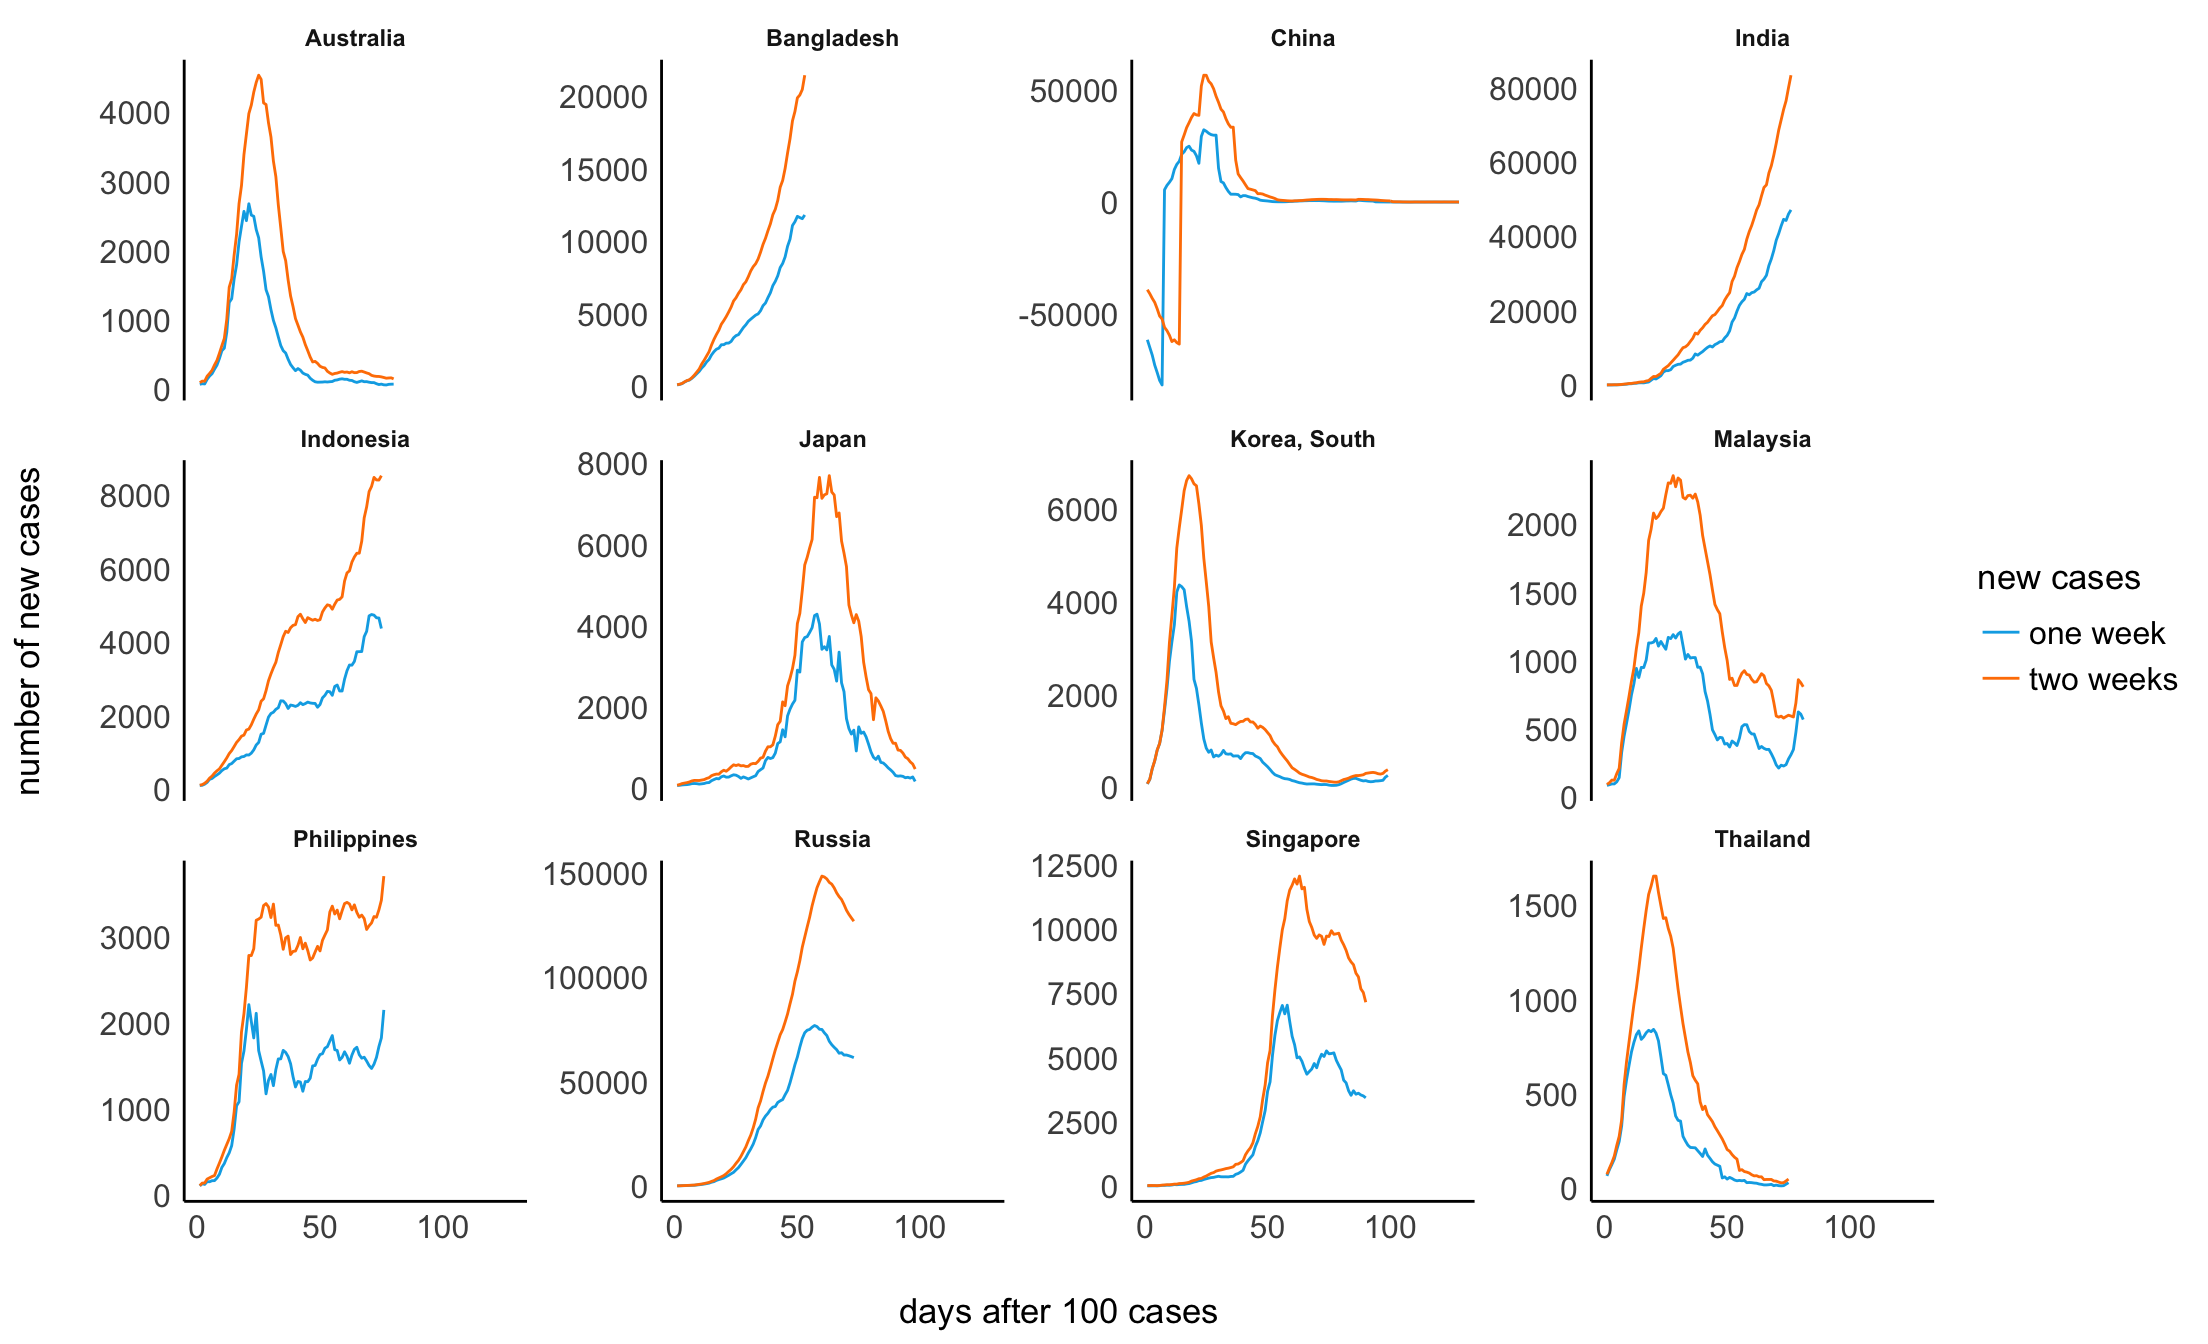 Australia
Bangladesh
China
India
4000
3000
2000
1000
0
20000
15000
10000
5000
0
50000
0
-50000
80000
60000
40000
20000
0
Indonesia
Japan
Korea, South
Malaysia
8000
6000
4000
2000
0
8000
6000
4000
2000
0
6000
4000
2000
0
2000
1500
1000
500
0
Philippines
Russia
Singapore
Thailand
3000
2000
1000
0
150000
100000
50000
0
12500
10000
7500
5000
2500
0
1500
1000
500
0
0 50 100
0 50 100
0 50 100
0 50 100
days after 100 cases
number of new cases
new cases
one week
two weeks